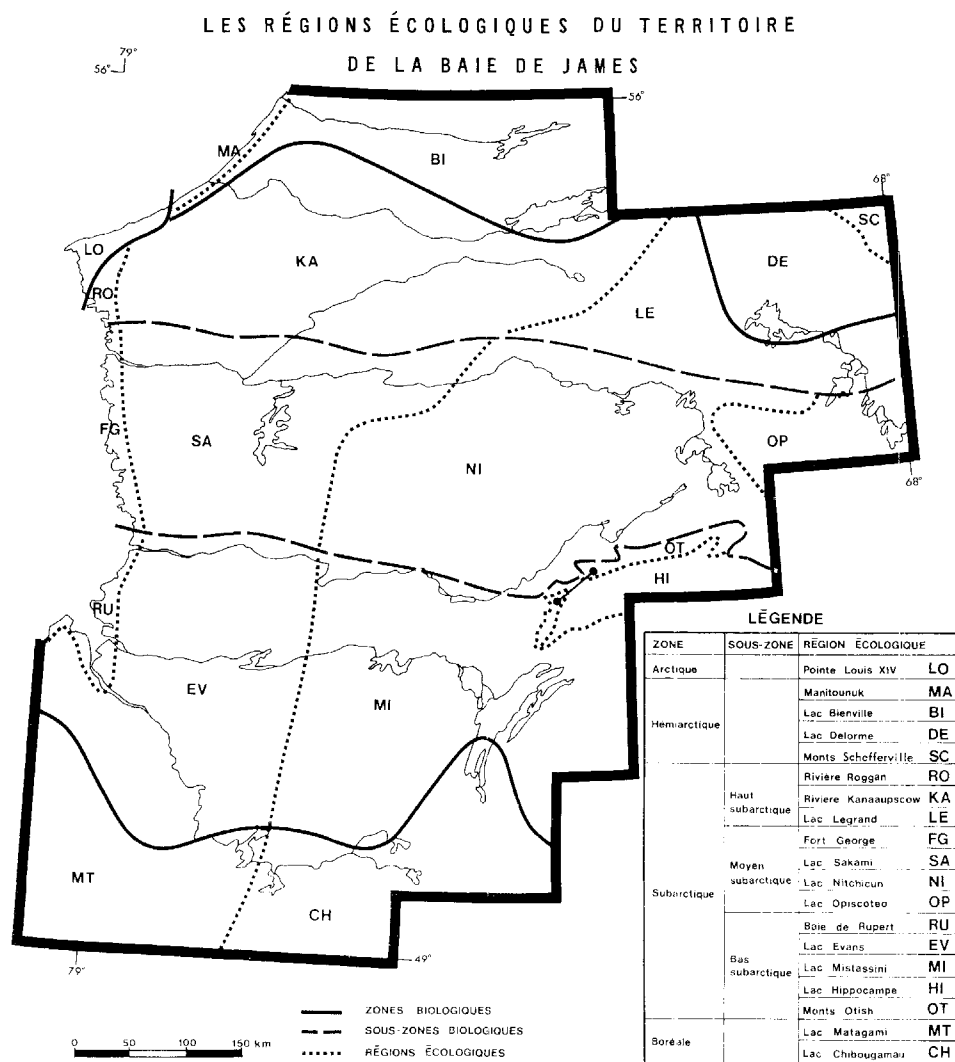 LES RÉGIONS ÉCOLOGIQUES DU TERRITOIRE
DE LA BAIE DE JAMES
79°
56°
56°
MA
BI
68°
SC
LO
KA
DE
RO
LE
FG
SA
OP
NI
68°
OT
HI
RU
EV
MI
MT
CH
79°
49°
LÉGENDE
ZONE SOUS-ZONE RÉGION ÉCOLOGIQUE
Arctique Pointe Louis XIV LO
Hémiarctique Manitounuk MA
Lac Bienville BI
Lac Delorme DE
Monts Schefferville SC
Subarctique Haut subarctique Rivière Roggan RO
Rivière Kanaaupscow KA
Lac Legrand LE
Moyen subarctique Fort George FG
Lac Sakami SA
Lac Nitchicun NI
Lac Opiscoteo OP
Bas subarctique Baie de Rupert RU
Lac Evans EV
Lac Mistassini MI
Lac Hippocampe HI
Monts Otish OT
Boréale Lac Matagami MT
Lac Chibougamau CH
ZONES BIOLOGIQUES
SOUS-ZONES BIOLOGIQUES
RÉGIONS ÉCOLOGIQUES
0 50 100 150 km